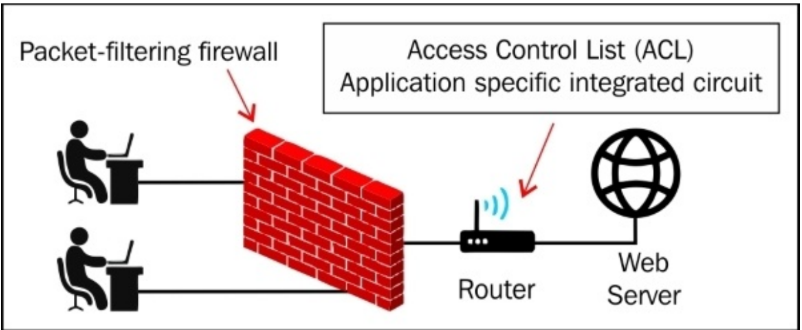 Packet-filtering firewall
Access Control List (ACL)
Application specific integrated circuit
Router
Web
Server